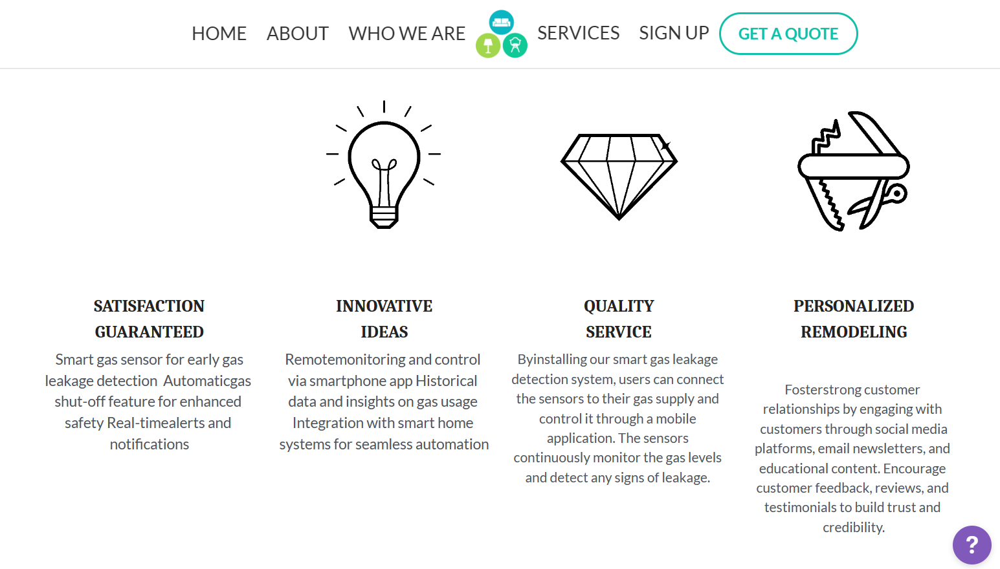 HOME ABOUT WHO WE ARE SERVICES SIGN UP GET A QUOTE
SATISFACTION
GUARANTEED
Smart gas sensor for early gas
leakage detection  Automaticgas
shut-off feature for enhanced
safety Real-timealerts and
notifications
INNOVATIVE
IDEAS
Remotemonitoring and control
via smartphone app Historical
data and insights on gas usage
Integration with smart home
systems for seamless automation
QUALITY
SERVICE
Byinstalling our smart gas leakage
detection system, users can connect
the sensors to their gas supply and
control it through a mobile
application. The sensors
continuously monitor the gas levels
and detect any signs of leakage.
PERSONALIZED
REMODELING
Fosterstrong customer
relationships by engaging with
customers through social media
platforms, email newsletters, and
educational content. Encourage
customer feedback, reviews, and
testimonials to build trust and
credibility.
?